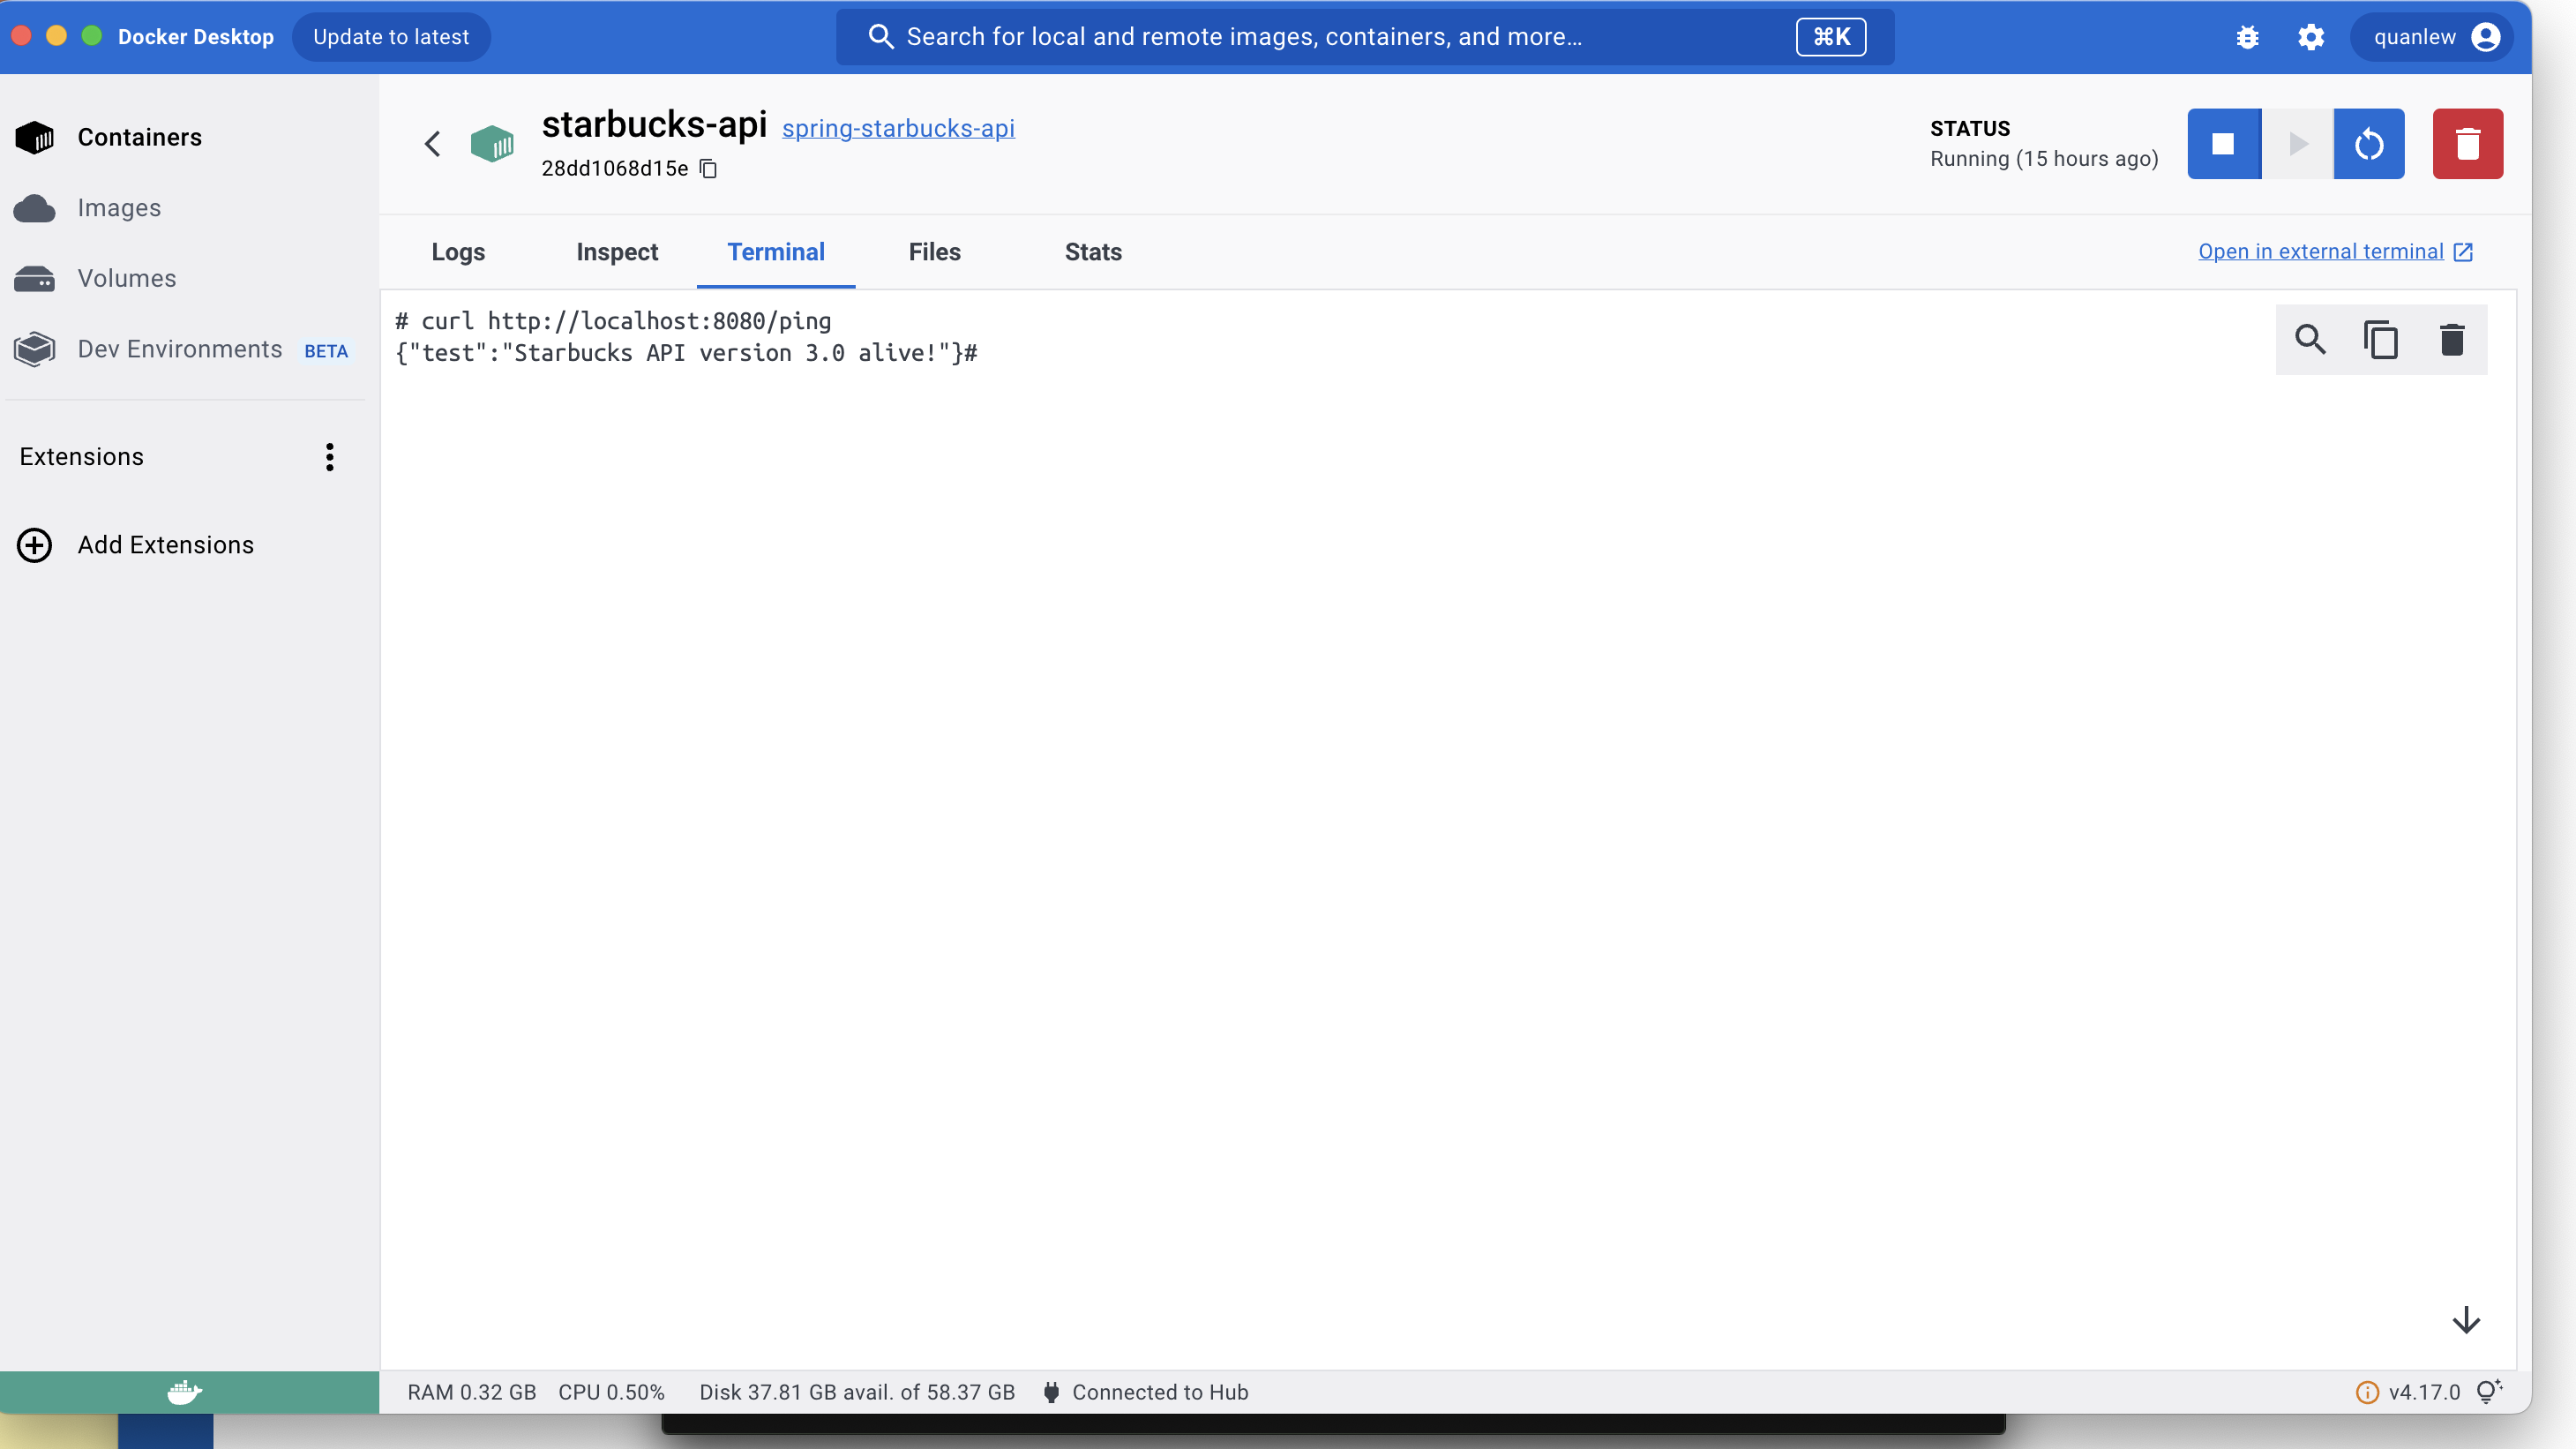 Docker Desktop Update to latest Search for local and remote images, containers, and more... ⌘K quanlew
Containers
Images
Volumes
Dev Environments BETA
Extensions
Add Extensions
starbucks-api spring-starbucks-api
28dd1068d15e
STATUS
Running (15 hours ago)
Logs Inspect Terminal Files Stats Open in external terminal
# curl http://localhost:8080/ping
{"test":"Starbucks API version 3.0 alive!"}#
RAM 0.32 GB CPU 0.50% Disk 37.81 GB avail. of 58.37 GB Connected to Hub v4.17.0